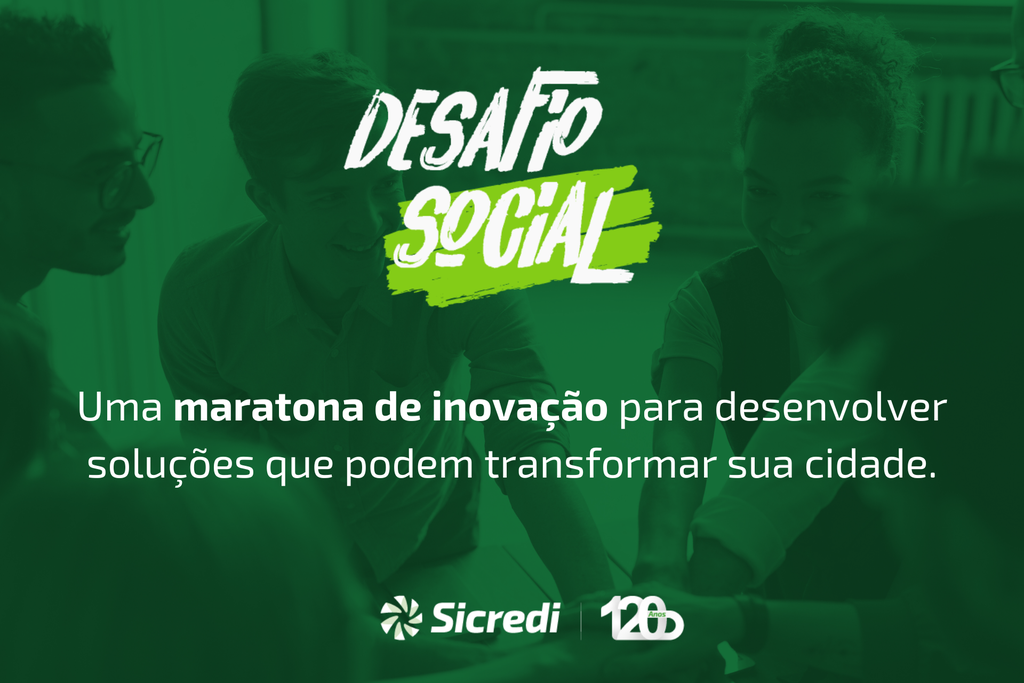 DESAFIO
SOCIAL
Uma maratona de inovação para desenvolver
soluções que podem transformar sua cidade.
Sicredi
120
Anos